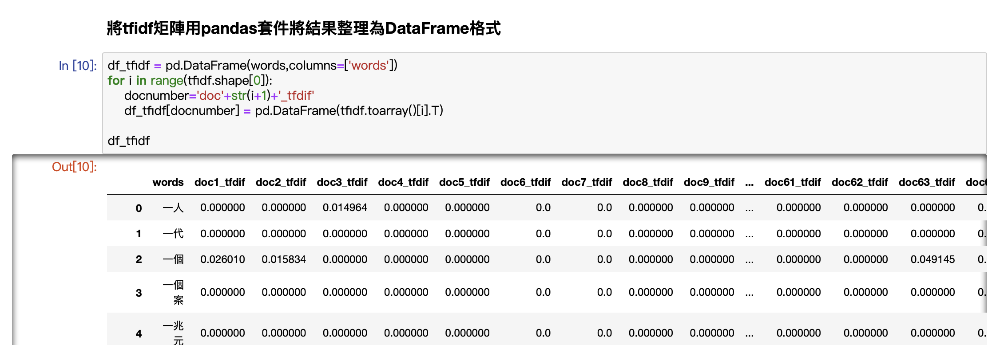 將tfidf矩陣用pandas套件將結果整理為DataFrame格式
In [10]:
df_tfidf = pd.DataFrame(words,columns=['words'])
for i in range(tfidf.shape[0]):
    docnumber='doc'+str(i+1)+'_tfdif'
    df_tfidf[docnumber] = pd.DataFrame(tfidf.toarray()[i].T)
df_tfidf
Out[10]:
words doc1_tfdif doc2_tfdif doc3_tfdif doc4_tfdif doc5_tfdif doc6_tfdif doc7_tfdif doc8_tfdif doc9_tfdif ... doc61_tfdif doc62_tfdif doc63_tfdif
0 一人 0.000000 0.000000 0.014964 0.000000 0.000000 0.0 0.0 0.000000 0.000000 ... 0.000000 0.000000 0.000000 0.
1 一代 0.000000 0.000000 0.000000 0.000000 0.000000 0.0 0.0 0.000000 0.000000 ... 0.000000 0.000000 0.000000 0.
2 一個 0.026010 0.015834 0.000000 0.000000 0.000000 0.0 0.0 0.000000 0.000000 ... 0.000000 0.000000 0.049145 0.
3 一個案 0.000000 0.000000 0.000000 0.000000 0.000000 0.0 0.0 0.000000 0.000000 ... 0.000000 0.000000 0.000000 0.
4 一兆元 0.000000 0.000000 0.000000 0.000000 0.000000 0.0 0.0 0.000000 0.000000 ... 0.000000 0.000000 0.000000 0.